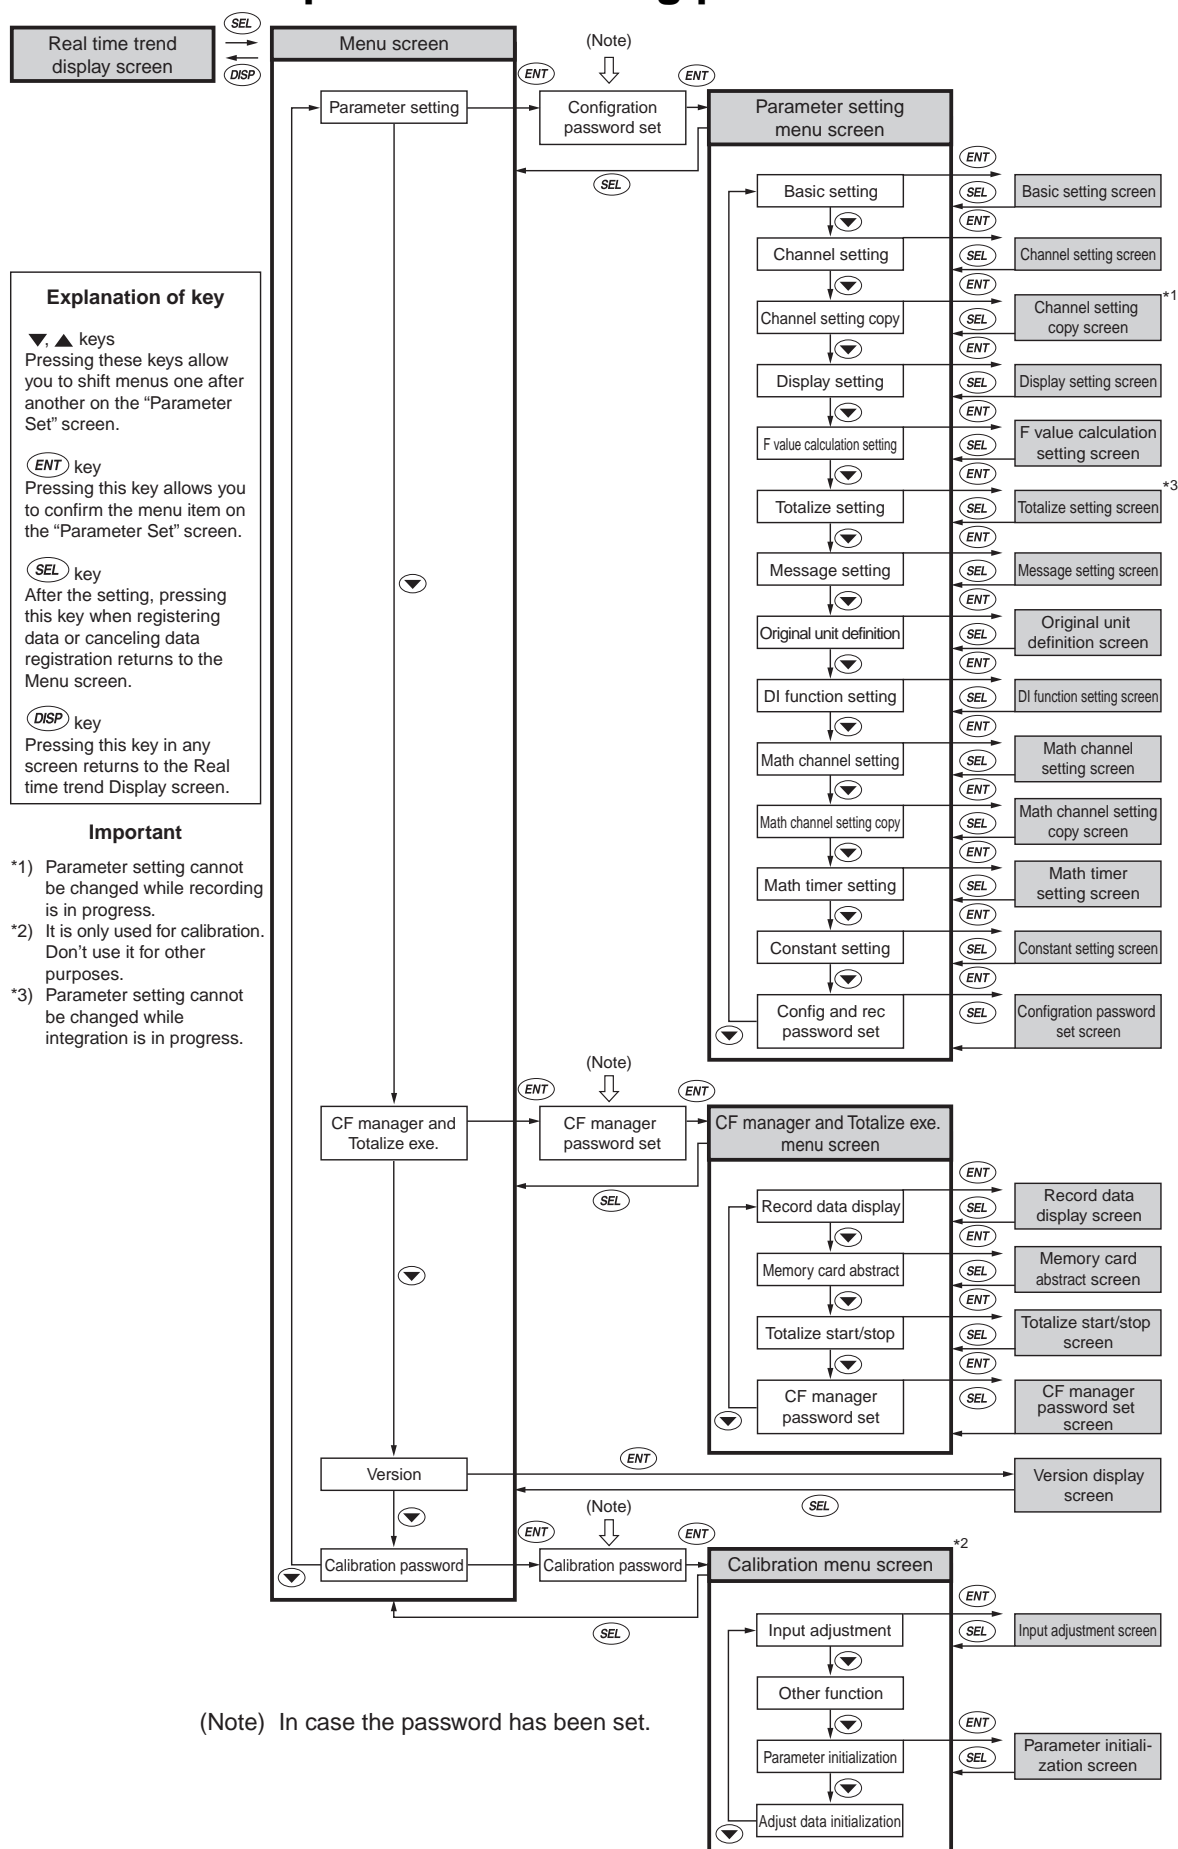 Real time trend
display screen
SEL
DISP
Menu screen
Parameter setting
ENT
(Note)
ENT
Configration
password set
SEL
Parameter setting
menu screen
Basic setting
ENT
SEL
Basic setting screen
Channel setting
ENT
SEL
Channel setting screen
Channel setting copy
ENT
SEL
Channel setting
copy screen
*1
Display setting
ENT
SEL
Display setting screen
F value calculation setting
ENT
SEL
F value calculation
setting screen
Totalize setting
ENT
SEL
Totalize setting screen
*3
Message setting
ENT
SEL
Message setting screen
Original unit definition
ENT
SEL
Original unit
definition screen
DI function setting
ENT
SEL
DI function setting screen
Math channel setting
ENT
SEL
Math channel
setting screen
Math channel setting copy
ENT
SEL
Math channel setting
copy screen
Math timer setting
ENT
SEL
Math timer
setting screen
Constant setting
ENT
SEL
Constant setting screen
Config and rec
password set
ENT
SEL
Configration password
set screen
Explanation of key
▼, ▲ keys
Pressing these keys allow
you to shift menus one after
another on the “Parameter
Set” screen.
ENT key
Pressing this key allows you
to confirm the menu item on
the “Parameter Set” screen.
SEL key
After the setting, pressing
this key when registering
data or canceling data
registration returns to the
Menu screen.
DISP key
Pressing this key in any
screen returns to the Real
time trend Display screen.
Important
*1) Parameter setting cannot
be changed while recording
is in progress.
*2) It is only used for calibration.
Don’t use it for other
purposes.
*3) Parameter setting cannot
be changed while
integration is in progress.
CF manager and
Totalize exe.
ENT
(Note)
ENT
CF manager
password set
SEL
CF manager and Totalize exe.
menu screen
Record data display
ENT
SEL
Record data
display screen
Memory card abstract
ENT
SEL
Memory card
abstract screen
Totalize start/stop
ENT
SEL
Totalize start/stop
screen
CF manager
password set
ENT
SEL
CF manager
password set
screen
Version
ENT
SEL
Version display
screen
Calibration password
ENT
(Note)
ENT
Calibration password
SEL
Calibration menu screen
*2
Input adjustment
ENT
SEL
Input adjustment screen
Other function
Parameter initialization
ENT
SEL
Parameter initiali-
zation screen
Adjust data initialization
(Note) In case the password has been set.